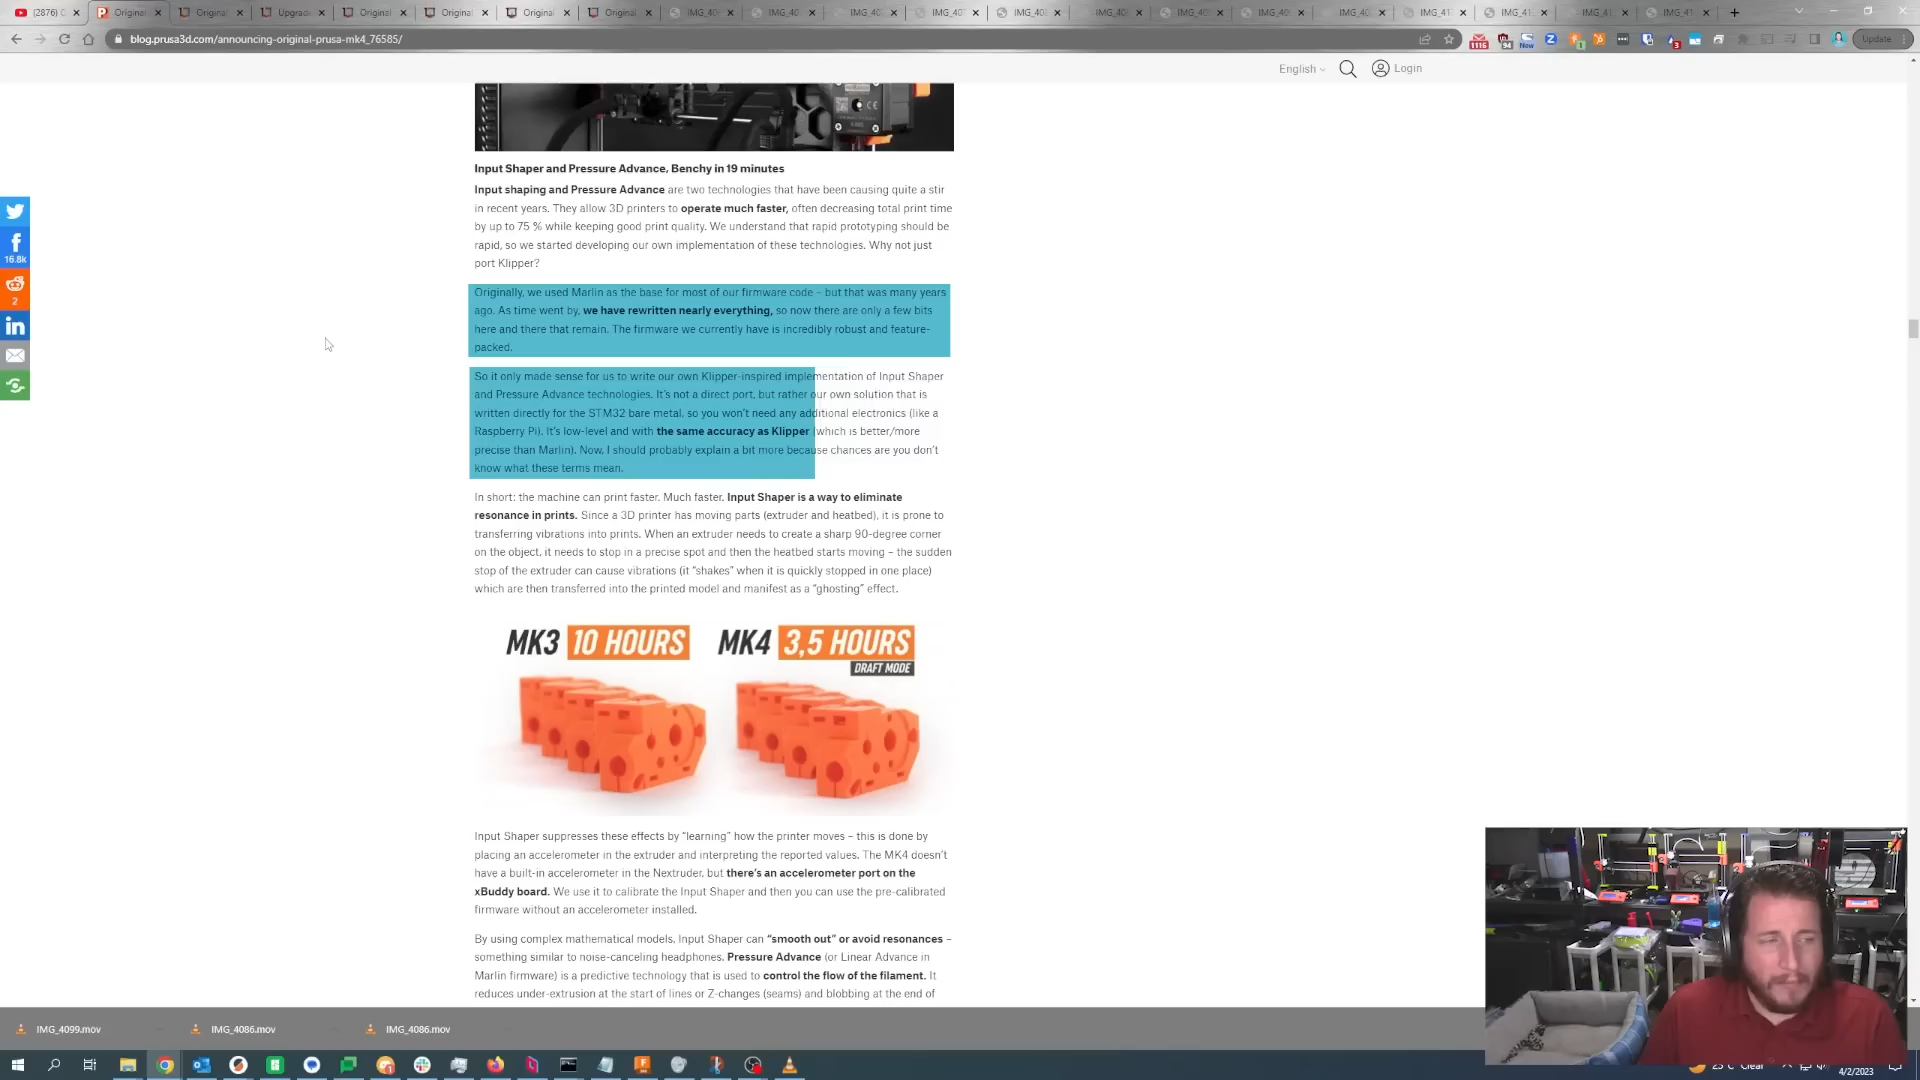 (2876) C
Original
Original
Upgrad
Original
Original
Original
Original
blog.prusa3d.com/announcing-original-prusa-mk4_76585/
1116
94
Now
Update
English
Login
Input Shaper and Pressure Advance, Benchy in 19 minutes
Input shaping and Pressure Advance are two technologies that have been causing quite a stir
in recent years. They allow 3D printers to operate much faster, often decreasing total print time
by up to 75 % while keeping good print quality. We understand that rapid prototyping should be
rapid, so we started developing our own implementation of these technologies. Why not just
port Klipper?
Originally, we used Marlin as the base for most of our firmware code – but that was many years
ago. As time went by, we have rewritten nearly everything, so now there are only a few bits
here and there that remain. The firmware we currently have is incredibly robust and feature-
packed.
So it only made sense for us to write our own Klipper-inspired implementation of Input Shaper
and Pressure Advance technologies. It's not a direct port, but rather our own solution that is
written directly for the STM32 bare metal, so you won't need any additional electronics (like a
Raspberry Pi). It's low-level and with the same accuracy as Klipper (which is better/more
precise than Marlin). Now, I should probably explain a bit more because chances are you don't
know what these terms mean.
In short: the machine can print faster. Much faster. Input Shaper is a way to eliminate
resonance in prints. Since a 3D printer has moving parts (extruder and heatbed), it is prone to
transferring vibrations into prints. When an extruder needs to create a sharp 90-degree corner
on the object, it needs to stop in a precise spot and then the heatbed starts moving – the sudden
stop of the extruder can cause vibrations (it "shakes" when it is quickly stopped in one place)
which are then transferred into the printed model and manifest as a "ghosting" effect.
MK3 10 HOURS
MK4 3,5 HOURS
DRAFT MODE
Input Shaper suppresses these effects by "learning" how the printer moves – this is done by
placing an accelerometer in the extruder and interpreting the reported values. The MK4 doesn't
have a built-in accelerometer in the Nextruder, but there's an accelerometer port on the
xBuddy board. We use it to calibrate the Input Shaper and then you can use the pre-calibrated
firmware without an accelerometer installed.
By using complex mathematical models, Input Shaper can "smooth out" or avoid resonances –
something similar to noise-canceling headphones. Pressure Advance (or Linear Advance in
Marlin firmware) is a predictive technology that is used to control the flow of the filament. It
reduces under-extrusion at the start of lines or Z-changes (seams) and blobbing at the end of
16.8k
2
IMG_4099.mov
IMG_4086.mov
IMG_4086.mov
Clear
4/2/2023